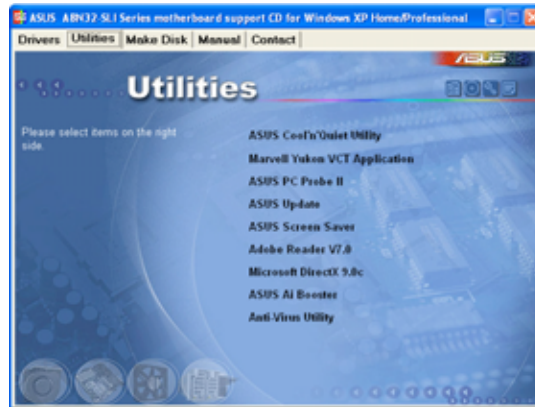 ASUS A8N32-SLI Series motherboard support CD for Windows XP Home/Professional
Drivers Utilities Make Disk Manual Contact
ASUS
Utilities
Please select items on the right
side.
ASUS Cool'n'Quiet Utility
Marvell Yukon VCT Application
ASUS PC Probe II
ASUS Update
ASUS Screen Saver
Adobe Reader V7.0
Microsoft DirectX 9.0c
ASUS Ai Booster
Anti-Virus Utility